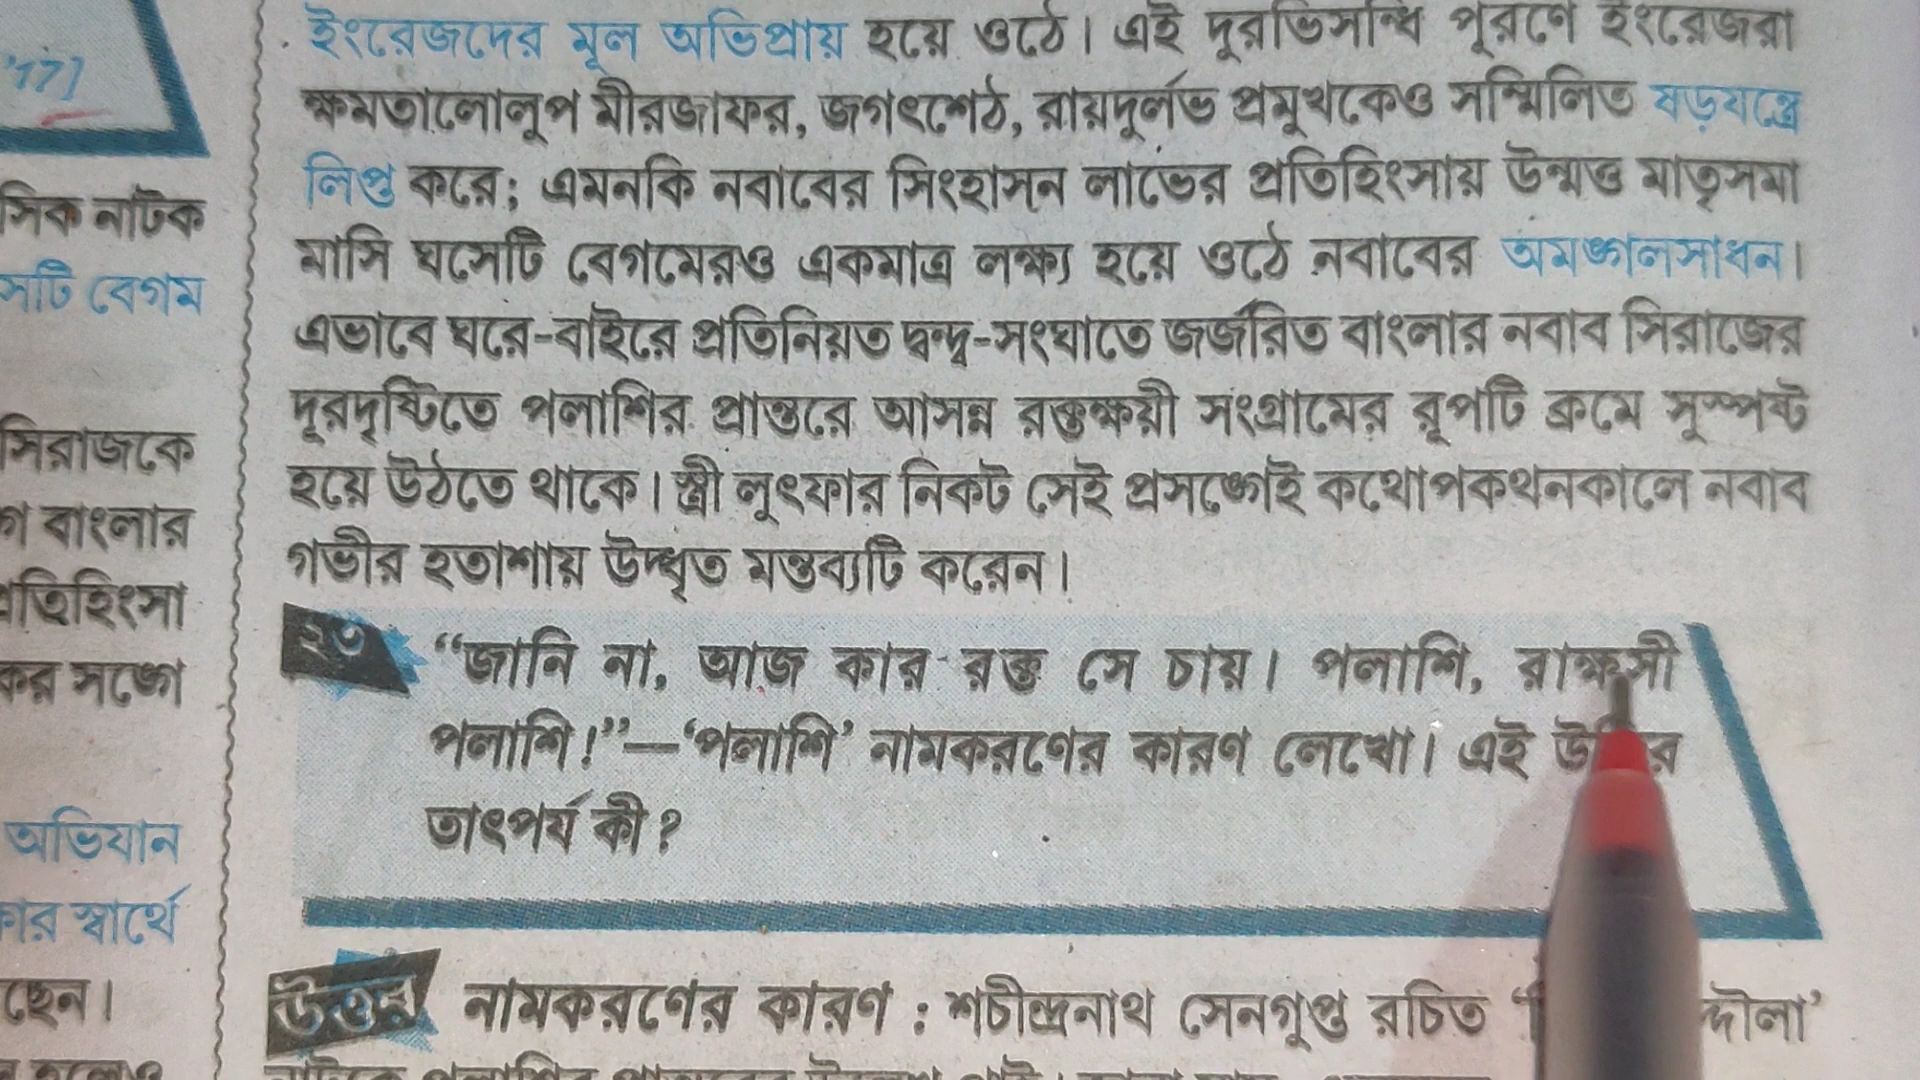 '17]
সিক নাটক
সটি বেগম
সিরাজকে
বাংলার
প্রতিহিংসা
কর সঙ্গে
অভিযান
কার স্বার্থে
ছেন।
ইংরেজদের মূল অভিপ্রায় হয়ে ওঠে। এই দুরভিসন্ধি পূরণে ইংরেজরা
ক্ষমতালোলুপ মীরজাফর, জগৎশেঠ, রায়দুর্লভ প্রমুখকেও সম্মিলিত ষড়যন্ত্রে
লিপ্ত করে; এমনকি নবাবের সিংহাসন লাভের প্রতিহিংসায় উন্মত্ত মাতৃসমা
মাসি ঘসেটি বেগমেরও একমাত্র লক্ষ্য হয়ে ওঠে নবাবের অমঙ্গলসাধন।
এভাবে ঘরে-বাইরে প্রতিনিয়ত দ্বন্দ্ব-সংঘাতে জর্জরিত বাংলার নবাব সিরাজের
দূরদৃষ্টিতে পলাশির প্রান্তরে আসন্ন রক্তক্ষয়ী সংগ্রামের রূপটি ক্রমে সুস্পষ্ট
হয়ে উঠতে থাকে। স্ত্রী লুৎফার নিকট সেই প্রসঙ্গেই কথোপকথনকালে নবাব
গভীর হতাশায় উদ্ধৃত মন্তব্যটি করেন।
২৩ “জানি না, আজ কার রক্ত সে চায়। পলাশি, রাক্ষসী
পলাশি!”—‘পলাশি’ নামকরণের কারণ লেখো। এই
তাৎপর্য কী?
উত্তর নামকরণের কারণ : শচীন্দ্রনাথ সেনগুপ্ত রচিত